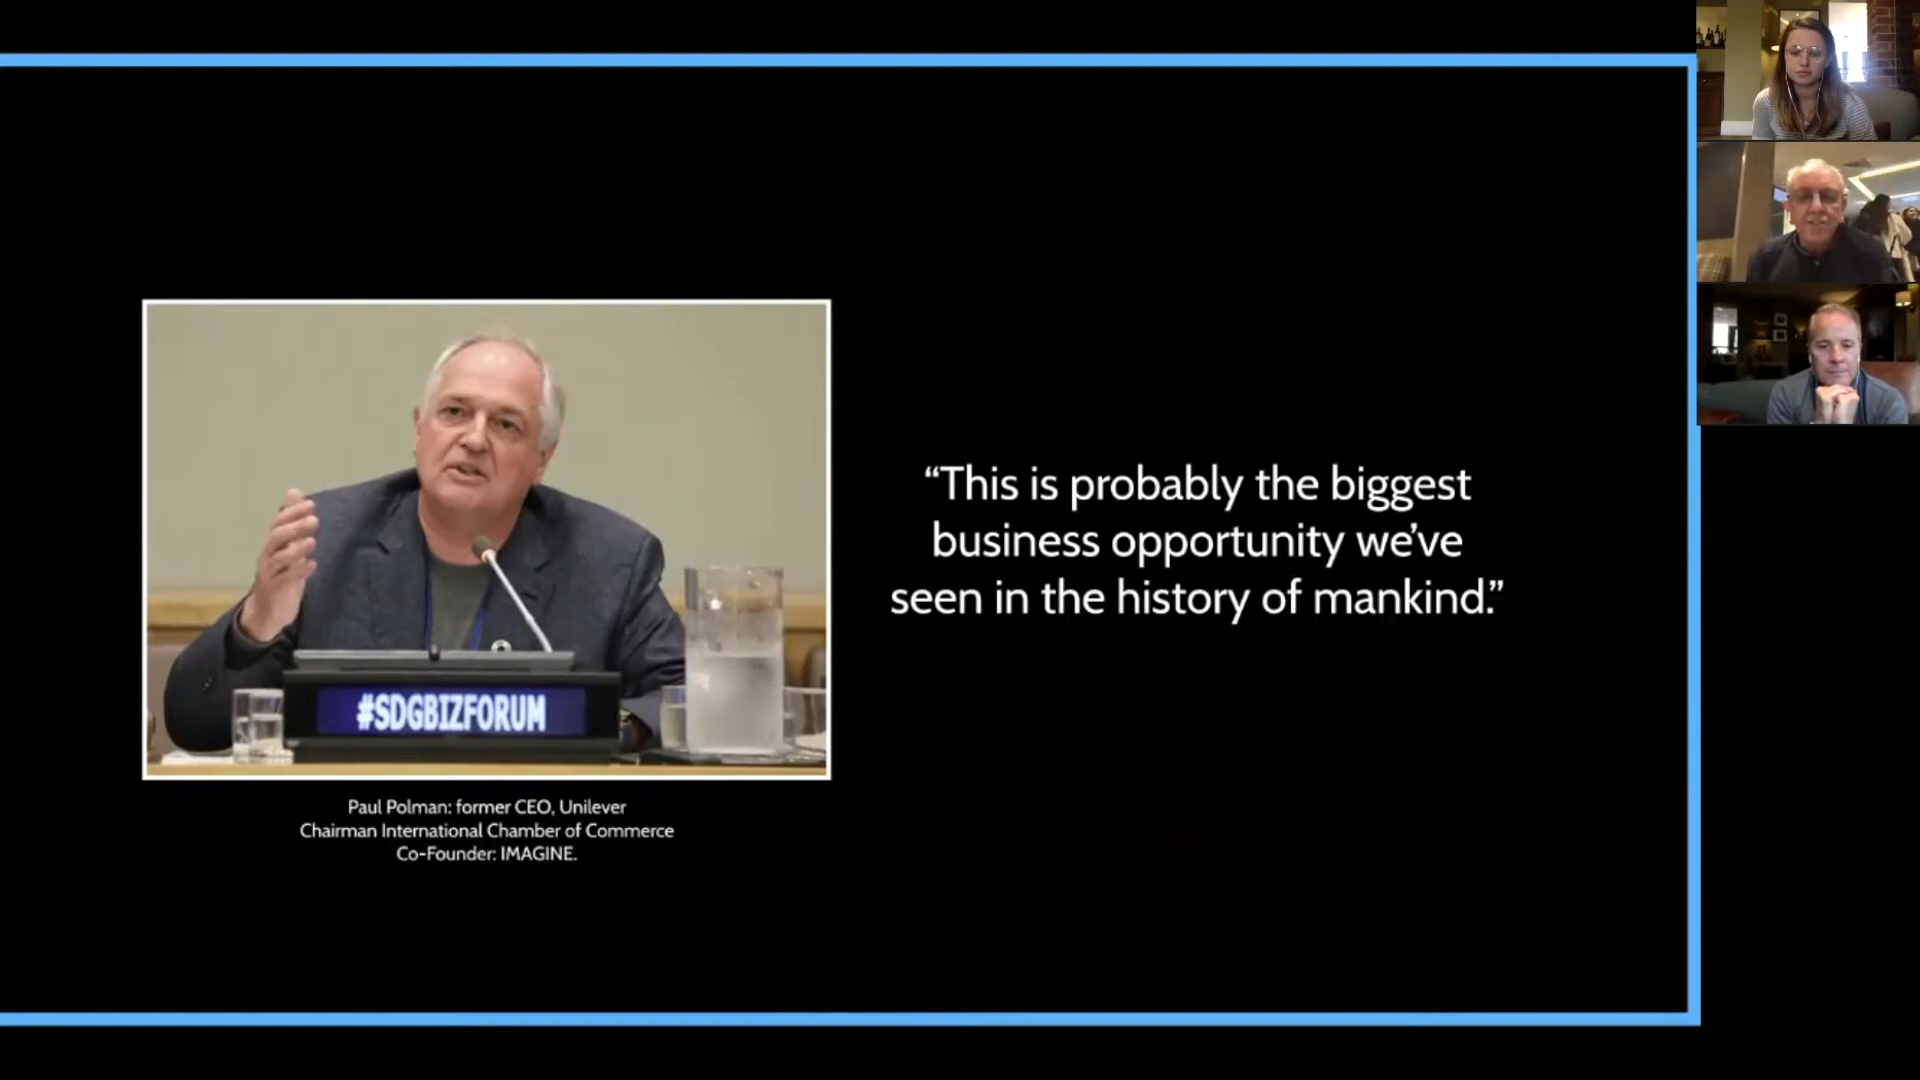 “This is probably the biggest
business opportunity we’ve
seen in the history of mankind.”
#SDGBIZFORUM
Paul Polman: former CEO, Unilever
Chairman International Chamber of Commerce
Co-Founder: IMAGINE.